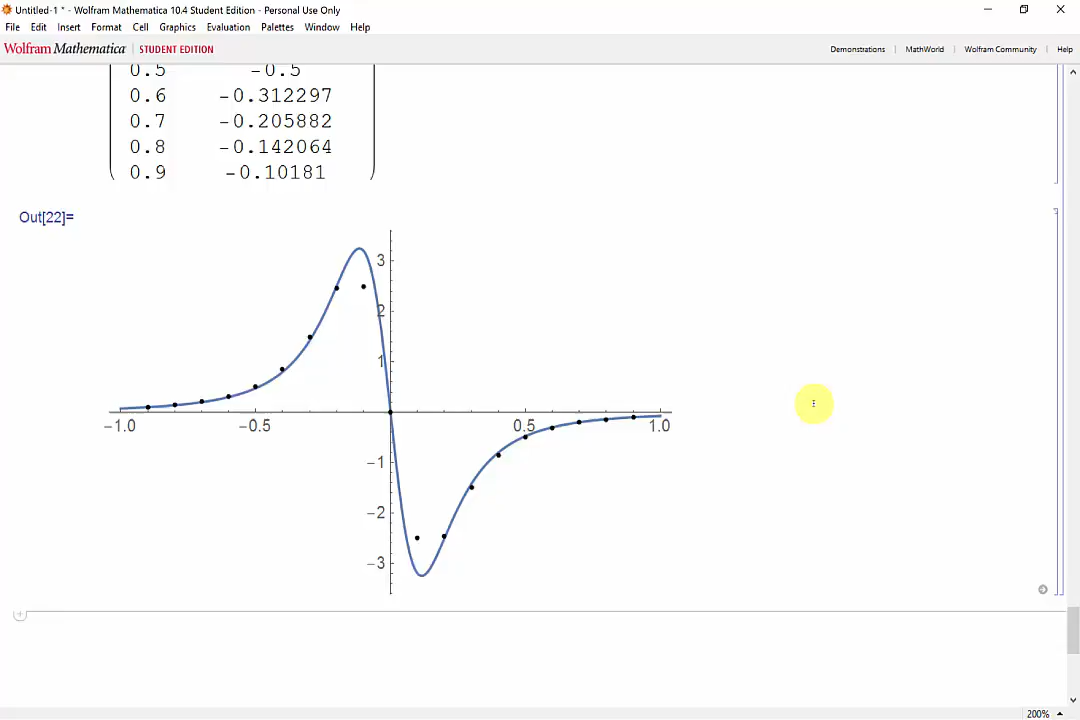 Untitled-1 * - Wolfram Mathematica 10.4 Student Edition - Personal Use Only
File Edit Insert Format Cell Graphics Evaluation Palettes Window Help
Wolfram Mathematica | STUDENT EDITION Demonstrations | MathWorld | Wolfram Community | Help
0.5 -0.5
0.6 -0.312297
0.7 -0.205882
0.8 -0.142064
0.9 -0.10181
Out[22]=
3
2
1
-1.0 -0.5 0.5 1.0
-1
-2
-3
200%